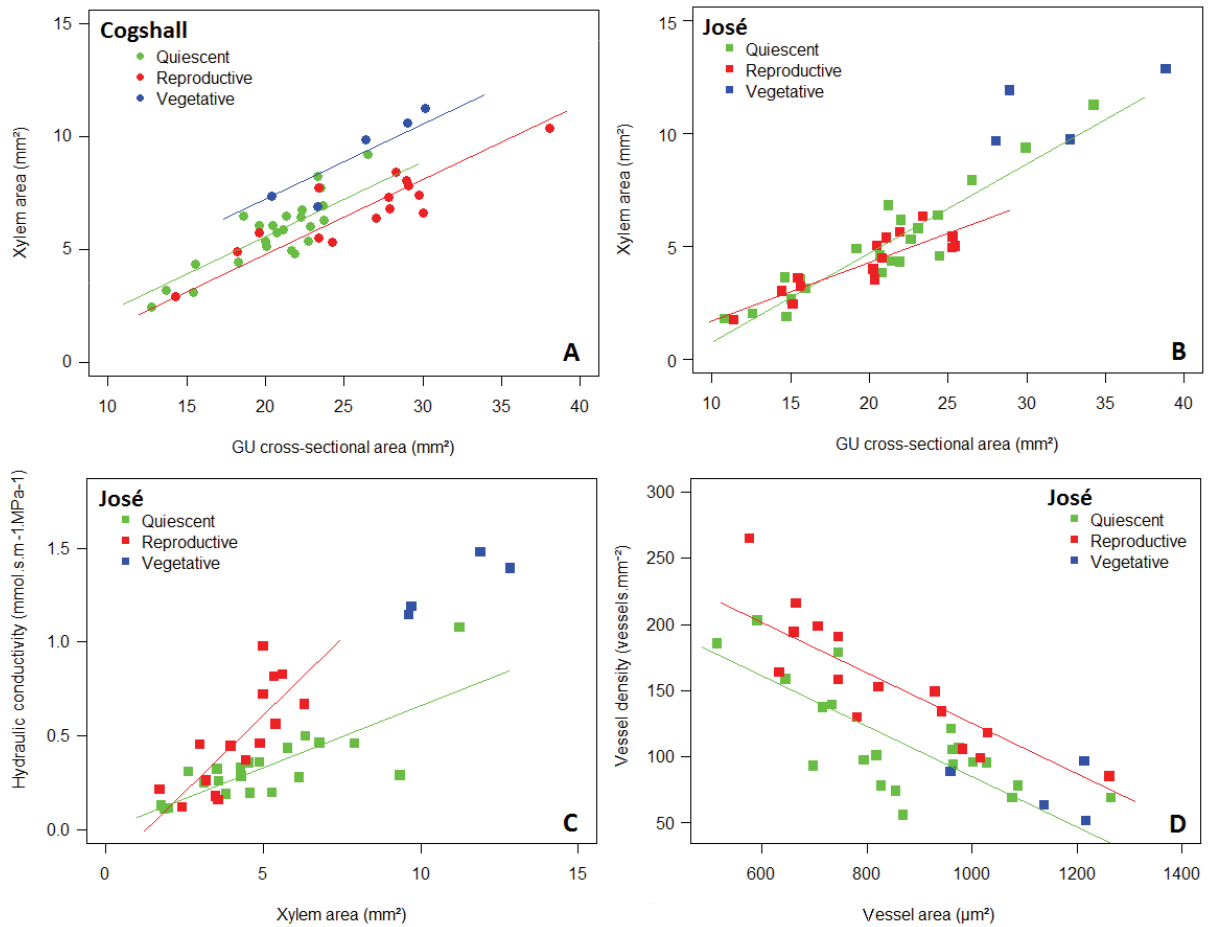 Cogshall
Quiescent
Reproductive
Vegetative
Xylem area (mm²)
15
10
5
0
10
15
20
25
30
35
40
GU cross-sectional area (mm²)
A
José
Quiescent
Reproductive
Vegetative
Xylem area (mm²)
15
10
5
0
10
15
20
25
30
35
40
GU cross-sectional area (mm²)
B
José
Quiescent
Reproductive
Vegetative
Hydraulic conductivity (mmol.s.m-1.MPa-1)
1.5
1.0
0.5
0.0
0
5
10
15
Xylem area (mm²)
C
José
Quiescent
Reproductive
Vegetative
Vessel density (vessels.mm⁻²)
300
250
200
150
100
50
600
800
1000
1200
1400
Vessel area (µm²)
D